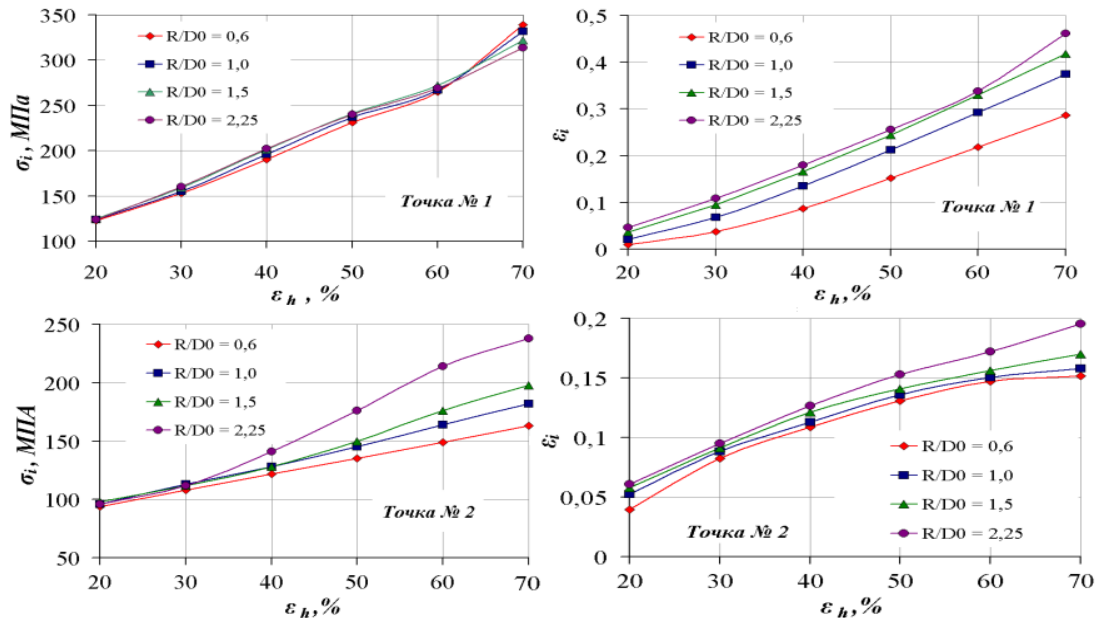 σi, МПа
350
300
250
200
150
100
R/D0 = 0,6
R/D0 = 1,0
R/D0 = 1,5
R/D0 = 2,25
Точка № 1
20 30 40 50 60 70
εh , %
εi
0,5
0,4
0,3
0,2
0,1
0
R/D0 = 0,6
R/D0 = 1,0
R/D0 = 1,5
R/D0 = 2,25
Точка № 1
20 30 40 50 60 70
εh,%
σi, МПА
250
200
150
100
50
R/D0 = 0,6
R/D0 = 1,0
R/D0 = 1,5
R/D0 = 2,25
Точка № 2
20 30 40 50 60 70
εh,%
εi
0,2
0,15
0,1
0,05
0
R/D0 = 0,6
R/D0 = 1,0
R/D0 = 1,5
R/D0 = 2,25
Точка № 2
20 30 40 50 60 70
εh,%